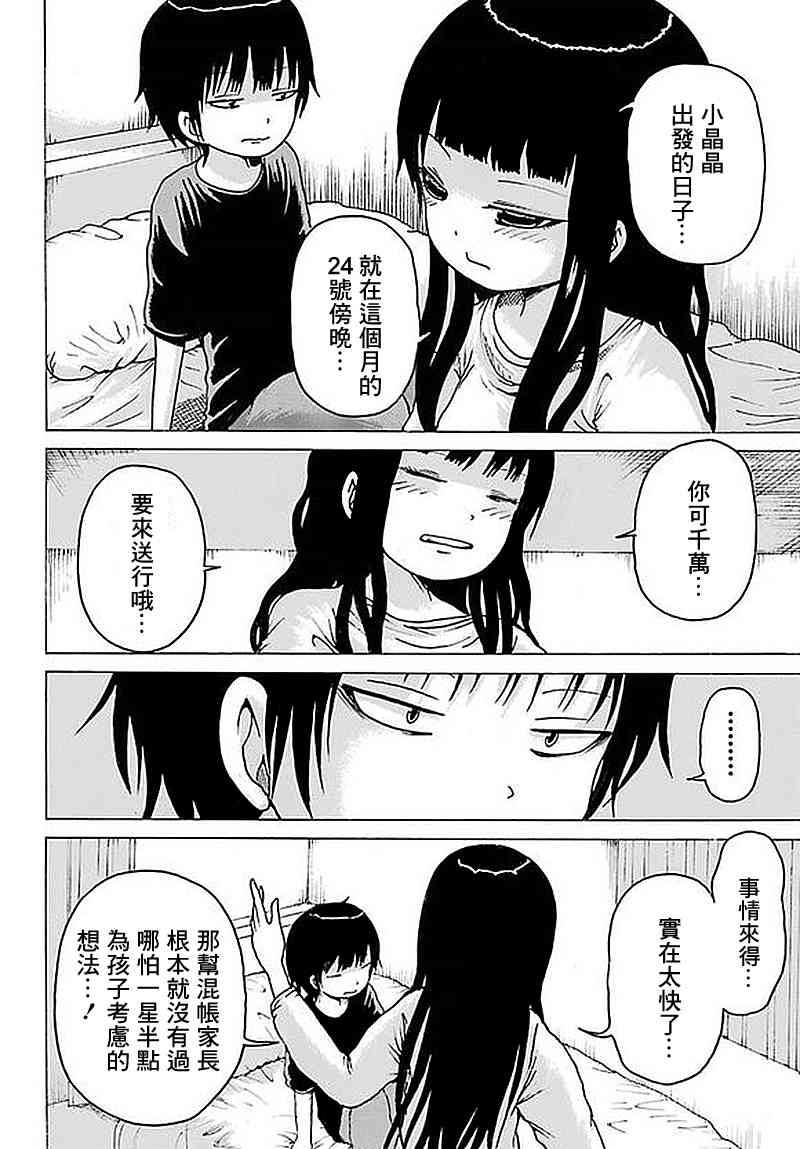 小晶晶
出發的日子…
就在這個月的
24號傍晚…
你可千萬…
要來送行哦…
………
事情來得…
實在太快了…
那幫混帳家長
根本就沒有過
哪怕一星半點
為孩子考慮的
想法…！